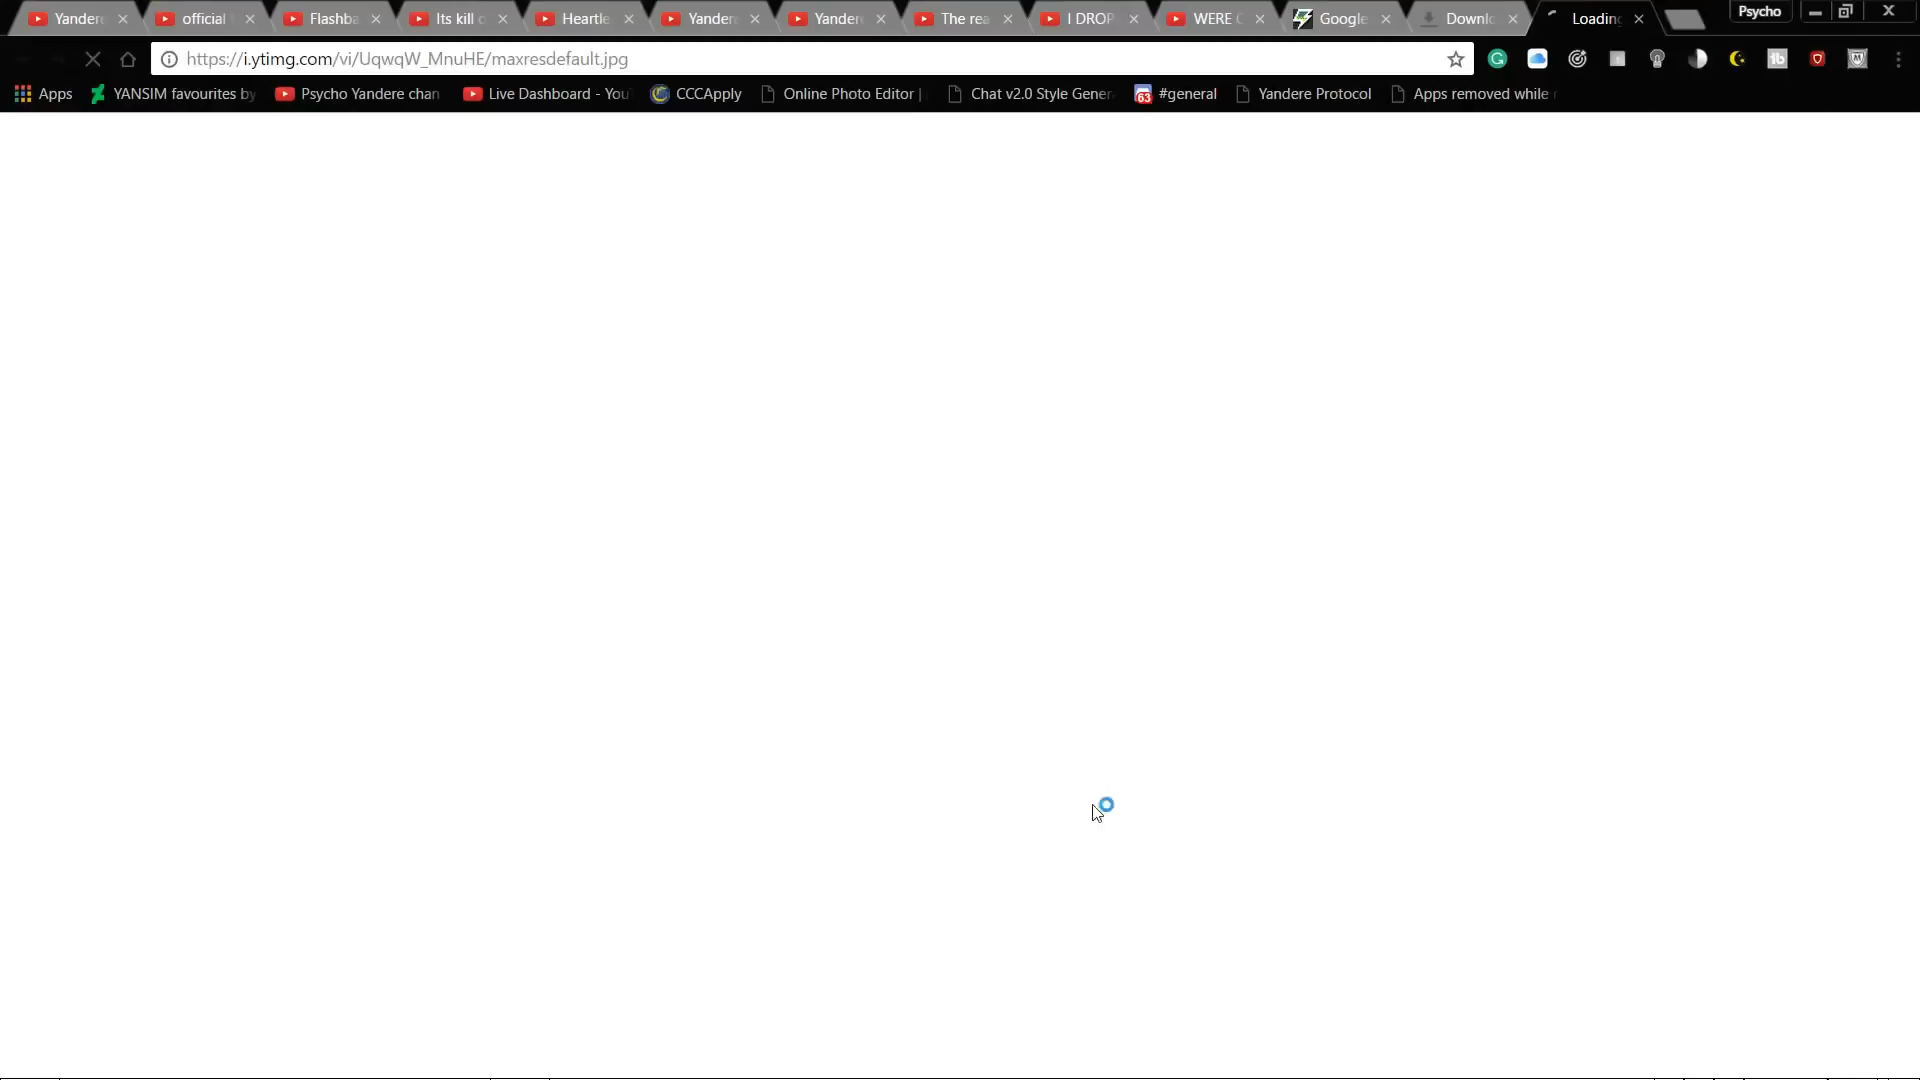 Yandere official Flashba Its kill o Heartle Yander Yander The rea I DROP WERE Google Downlo Loading Psycho
https://i.ytimg.com/vi/UqwqW_MnuHE/maxresdefault.jpg
Apps YANSIM favourites by Psycho Yandere chan Live Dashboard - You CCCApply Online Photo Editor | Chat v2.0 Style Gener 63 #general Yandere Protocol Apps removed while